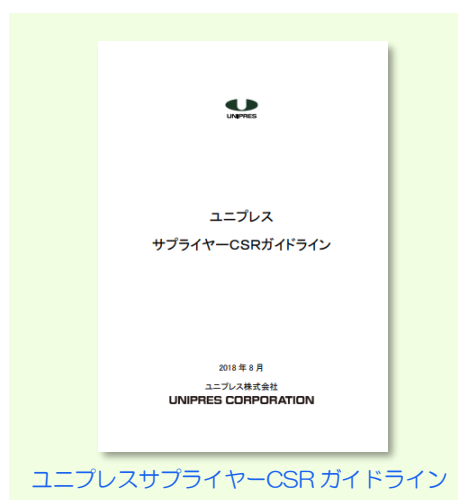 UNIPRES
ユニプレス
サプライヤーCSRガイドライン
2018 年 8 月
ユニプレス株式会社
UNIPRES CORPORATION
ユニプレスサプライヤーCSR ガイドライン